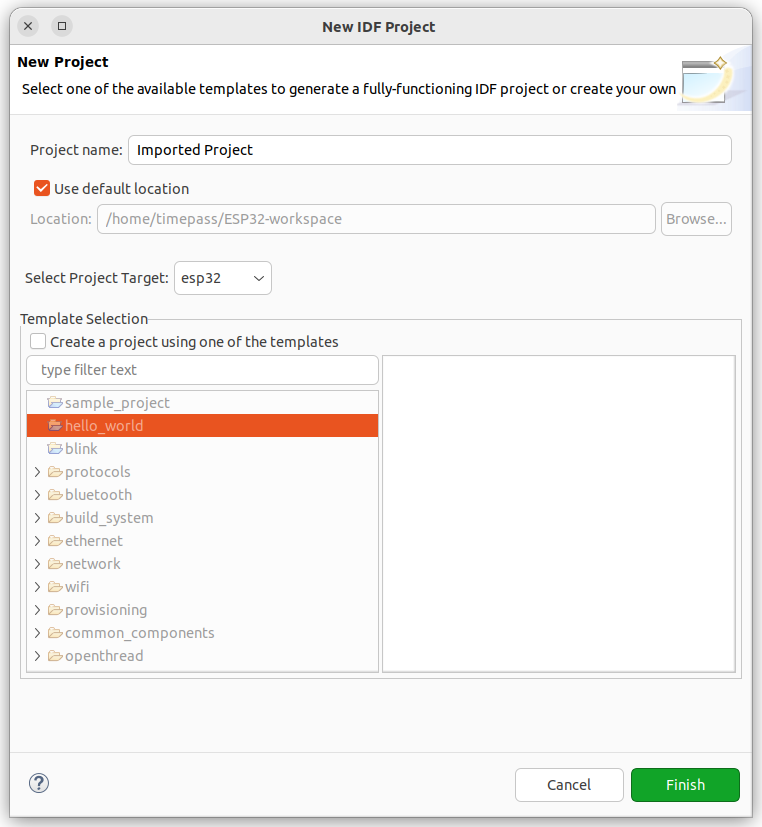 New IDF Project
New Project
Select one of the available templates to generate a fully-functioning IDF project or create your own
Project name: Imported Project
Use default location
Location: /home/timepass/ESP32-workspace Browse...
Select Project Target: esp32
Template Selection
Create a project using one of the templates
type filter text
sample_project
hello_world
blink
protocols
bluetooth
build_system
ethernet
network
wifi
provisioning
common_components
openthread
? Cancel Finish